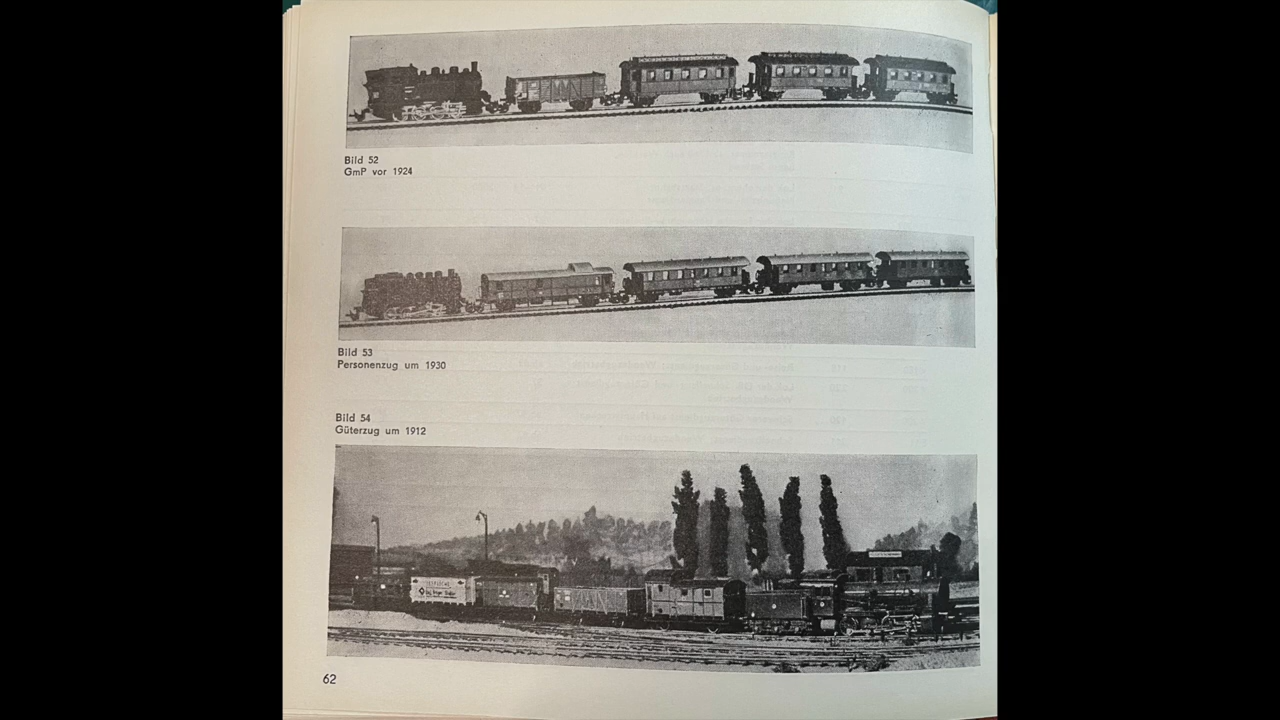 Bild 52
GmP vor 1924
Bild 53
Personenzug um 1930
Bild 54
Güterzug um 1912
62